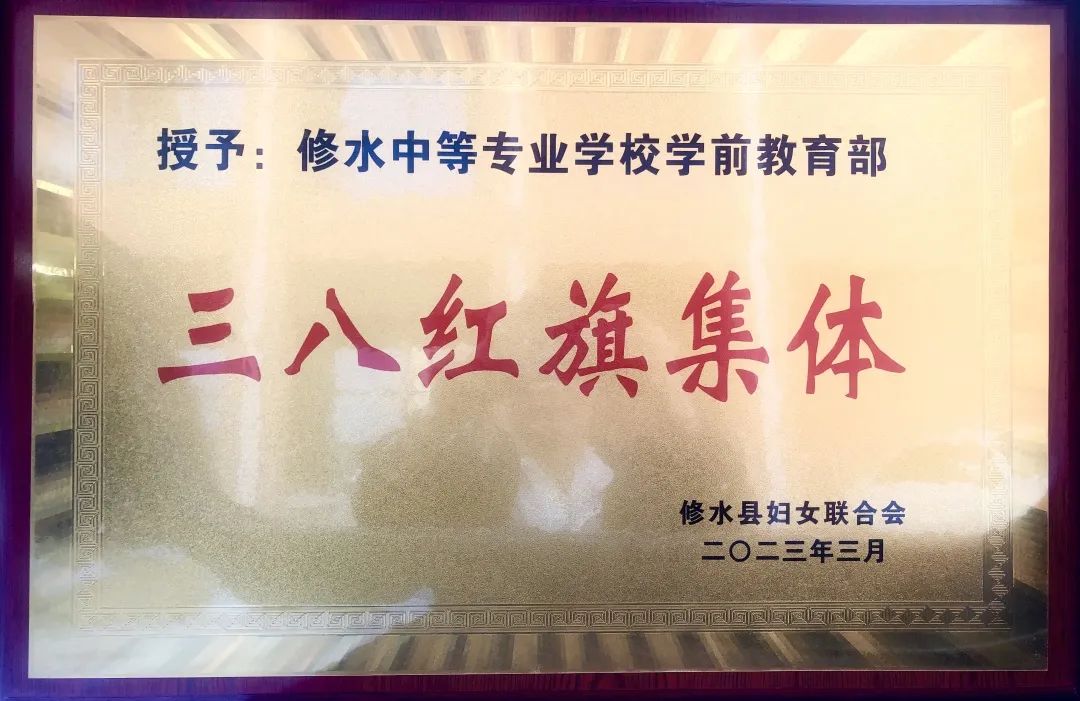 授予：修水中等专业学校学前教育部
三八红旗集体
修水县妇女联合会
二〇二三年三月